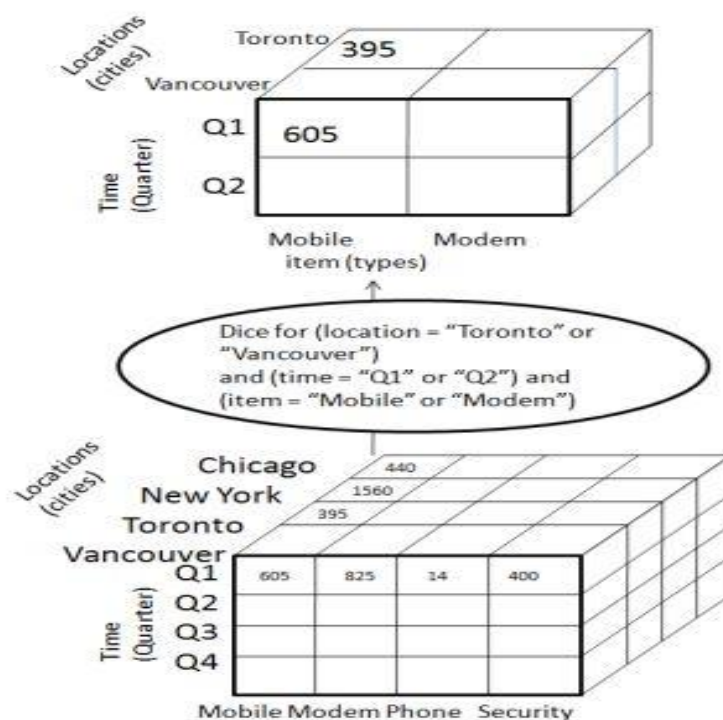 Locations
(cities)
Toronto
395
Vancouver
Time
(Quarter)
Q1
605
Q2
Mobile Modem
item (types)
Dice for (location = “Toronto” or
“Vancouver”)
and (time = “Q1” or “Q2”) and
(item = “Mobile” or “Modem”)
Locations
(cities)
Chicago 440
New York 1560
Toronto 395
Vancouver
Time
(Quarter)
Q1 605 825 14 400
Q2
Q3
Q4
Mobile Modem Phone Security